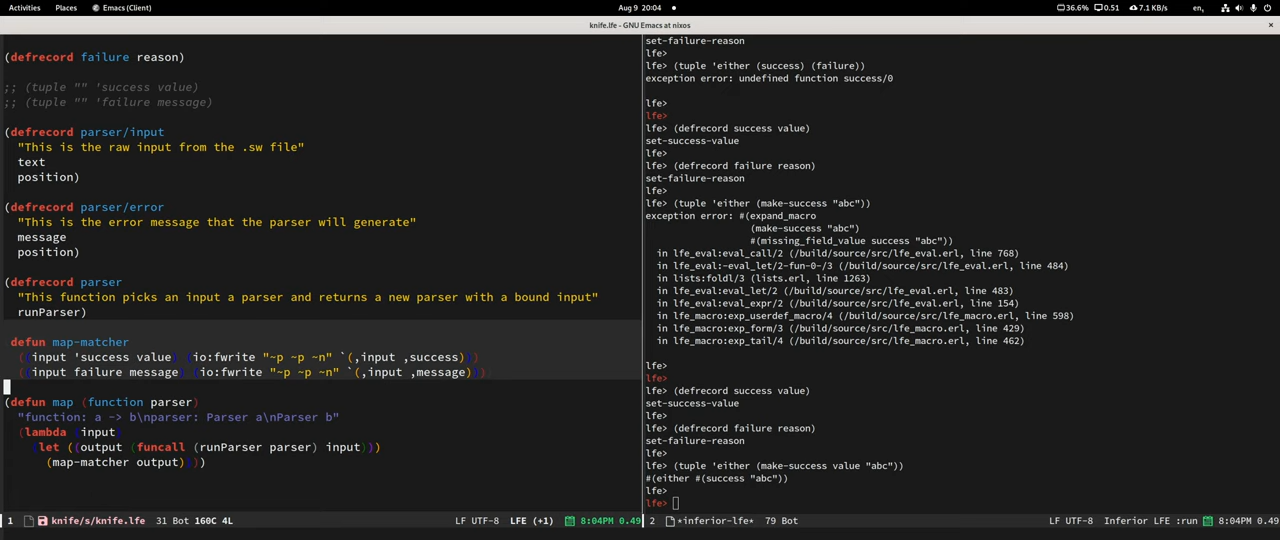 Activities Places Emacs (Client) Aug 9 20:04 36.6% 0.51 7.1 KB/s en,
knife.lfe - GNU Emacs at nixos ×
(defrecord failure reason)
;; (tuple "" 'success value)
;; (tuple "" 'failure message)
(defrecord parser/input
"This is the raw input from the .sw file"
text
position)
(defrecord parser/error
"This is the error message that the parser will generate"
message
position)
(defrecord parser
"This function picks an input a parser and returns a new parser with a bound input"
runParser)
(defun map-matcher
((input 'success value) (io:fwrite "~p ~p ~n" `(,input ,success)))
((input failure message) (io:fwrite "~p ~p ~n" `(,input ,message))))
(defun map (function parser)
"function: a -> b\nparser: Parser a\nParser b"
(lambda (input)
(let ((output (funcall (runParser parser) input)))
(map-matcher output))))
1 knife/s/knife.lfe 31 Bot 160C 4L LF UTF-8 LFE (+1) 8:04PM 0.49
set-failure-reason
lfe>
lfe> (tuple 'either (success) (failure))
exception error: undefined function success/0
lfe>
lfe>
lfe> (defrecord success value)
set-success-value
lfe>
lfe> (defrecord failure reason)
set-failure-reason
lfe>
lfe> (tuple 'either (make-success "abc"))
exception error: #(expand_macro
(make-success "abc")
#(missing_field_value success "abc"))
in lfe_eval:eval_call/2 (/build/source/src/lfe_eval.erl, line 768)
in lfe_eval:-eval_let/2-fun-0-/3 (/build/source/src/lfe_eval.erl, line 484)
in lists:foldl/3 (lists.erl, line 1263)
in lfe_eval:eval_let/2 (/build/source/src/lfe_eval.erl, line 483)
in lfe_eval:eval_expr/2 (/build/source/src/lfe_eval.erl, line 154)
in lfe_macro:exp_userdef_macro/4 (/build/source/src/lfe_macro.erl, line 598)
in lfe_macro:exp_form/3 (/build/source/src/lfe_macro.erl, line 429)
in lfe_macro:exp_tail/4 (/build/source/src/lfe_macro.erl, line 462)
lfe>
lfe>
lfe> (defrecord success value)
set-success-value
lfe>
lfe> (defrecord failure reason)
set-failure-reason
lfe>
lfe> (tuple 'either (make-success value "abc"))
#(either #(success "abc"))
lfe>
lfe>
2 *inferior-lfe* 79 Bot LF UTF-8 Inferior LFE :run 8:04PM 0.49